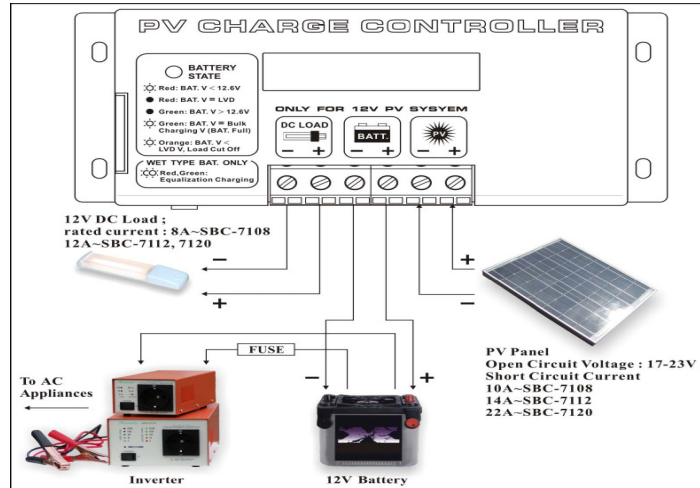 PV CHARGE CONTROLLER
BATTERY
STATE
Red: BAT. V < 12.6V
Red: BAT. V = LVD
Green: BAT. V > 12.6V
Green: BAT. V = Bulk
Charging V (BAT. Full)
Orange: BAT. V <
LVD V, Load Cut Off
WET TYPE BAT. ONLY
Red,Green:
Equalization Charging
ONLY FOR 12V PV SYSYEM
DC LOAD
BATT.
PV
− + − + − +
12V DC Load ;
rated current : 8A~SBC-7108
12A~SBC-7112, 7120
−
+
+
−
PV Panel
Open Circuit Voltage : 17-23V
Short Circuit Current
10A~SBC-7108
14A~SBC-7112
22A~SBC-7120
FUSE
− +
To AC
Appliances
Inverter
12V Battery